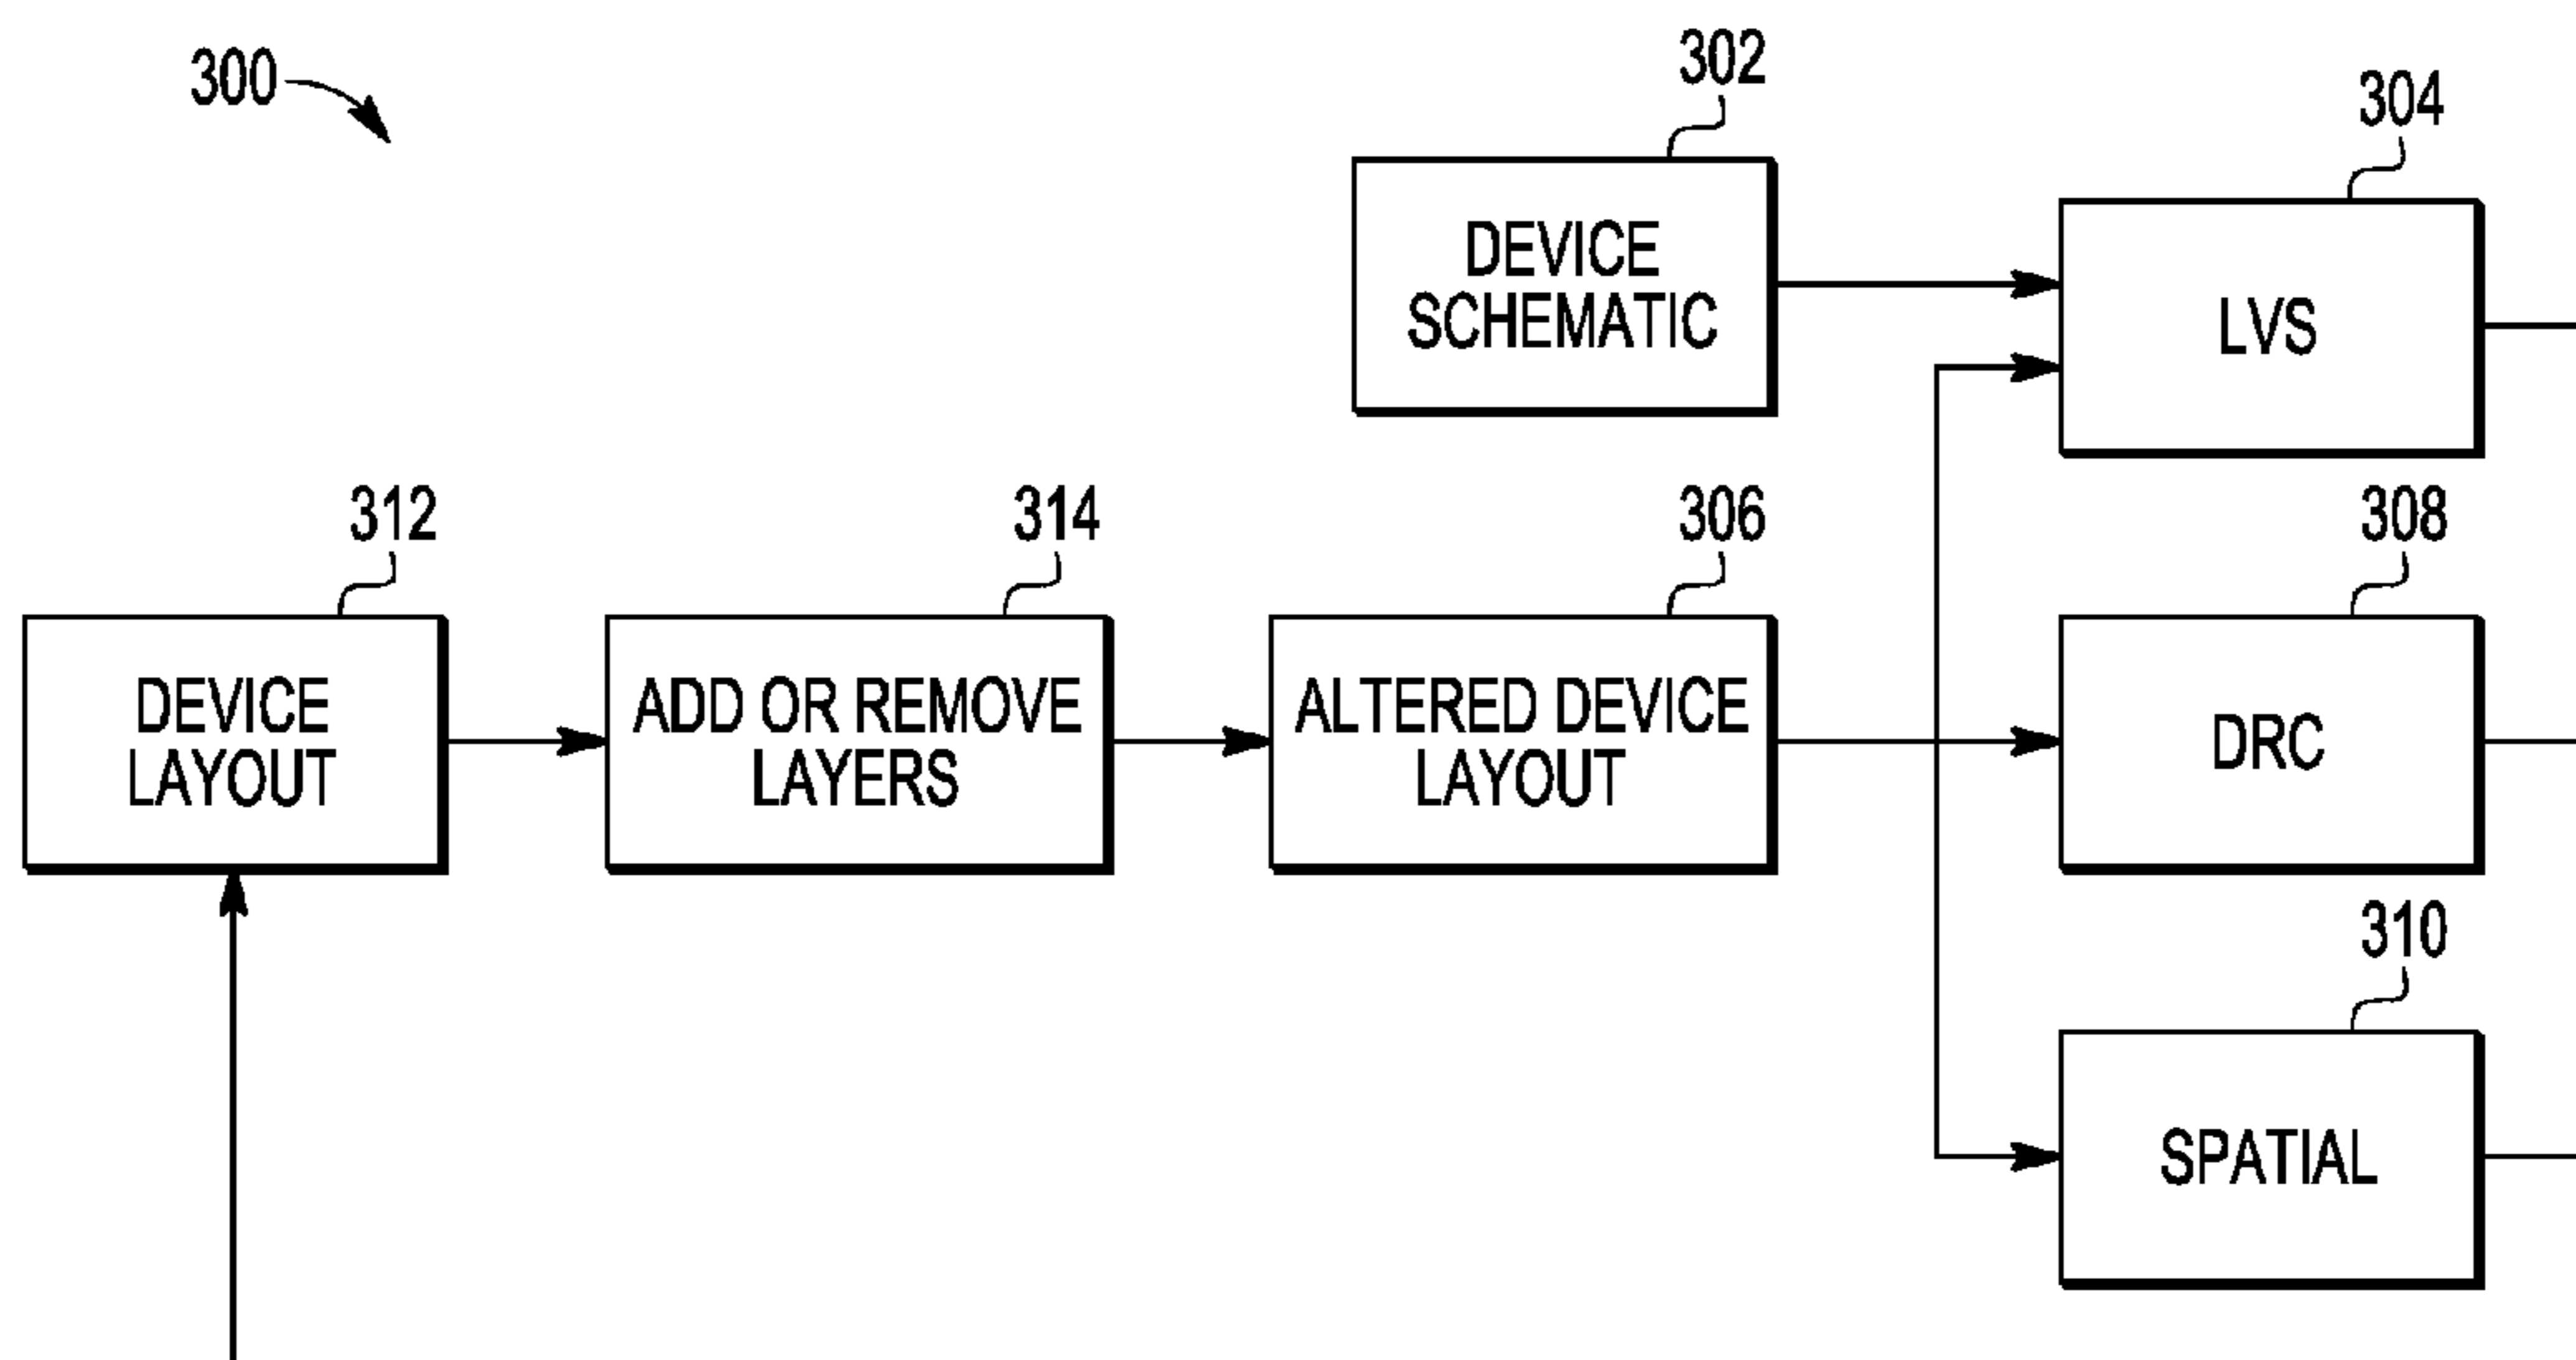 300
302
304
DEVICE
SCHEMATIC
LVS
312
314
306
308
DEVICE
LAYOUT
ADD OR REMOVE
LAYERS
ALTERED DEVICE
LAYOUT
DRC
310
SPATIAL